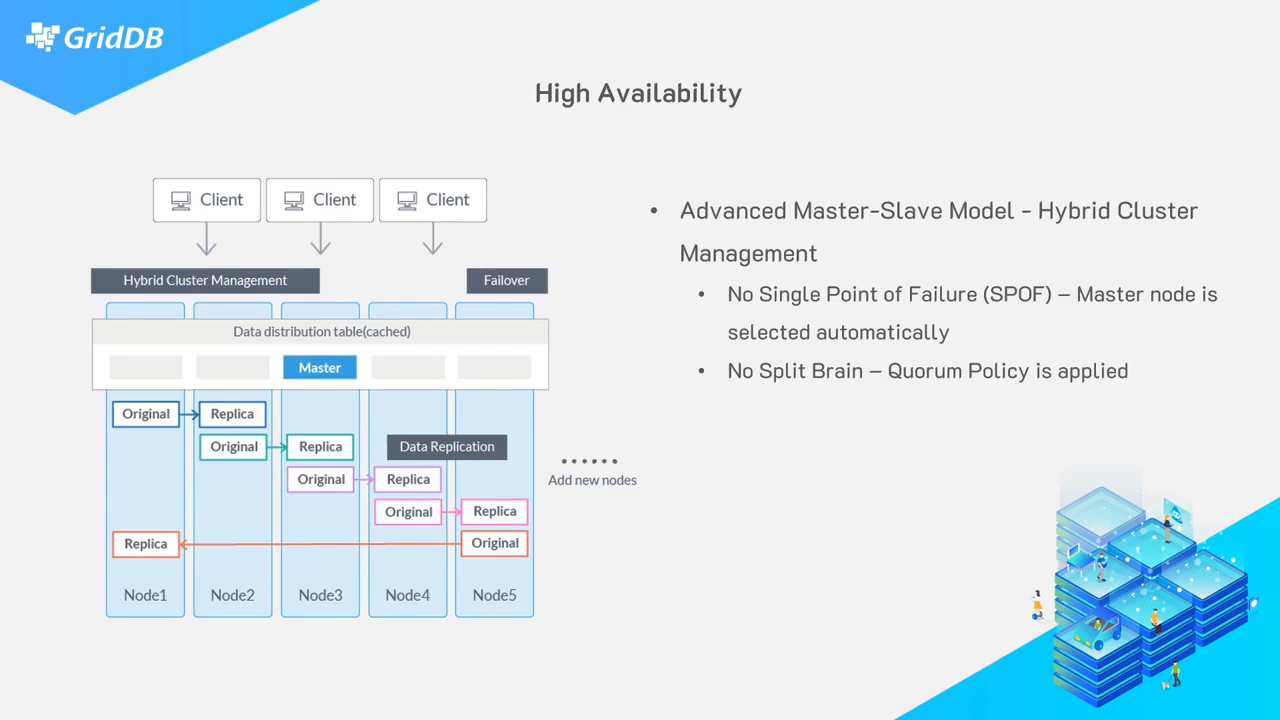 GridDB
High Availability
Client
Client
Client
Hybrid Cluster Management
Failover
Data distribution table(cached)
Master
Original
Replica
Original
Replica
Data Replication
Original
Replica
Original
Replica
Replica
Original
Node1
Node2
Node3
Node4
Node5
Add new nodes
• Advanced Master-Slave Model - Hybrid Cluster
Management
• No Single Point of Failure (SPOF) – Master node is
selected automatically
• No Split Brain – Quorum Policy is applied